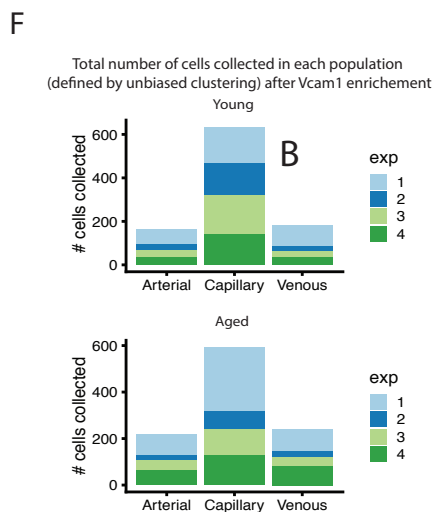 F
Total number of cells collected in each population
(defined by unbiased clustering) after Vcam1 enrichement
Young
B
# cells collected
600
400
200
0
Arterial Capillary Venous
exp
1
2
3
4
Aged
# cells collected
600
400
200
0
Arterial Capillary Venous
exp
1
2
3
4